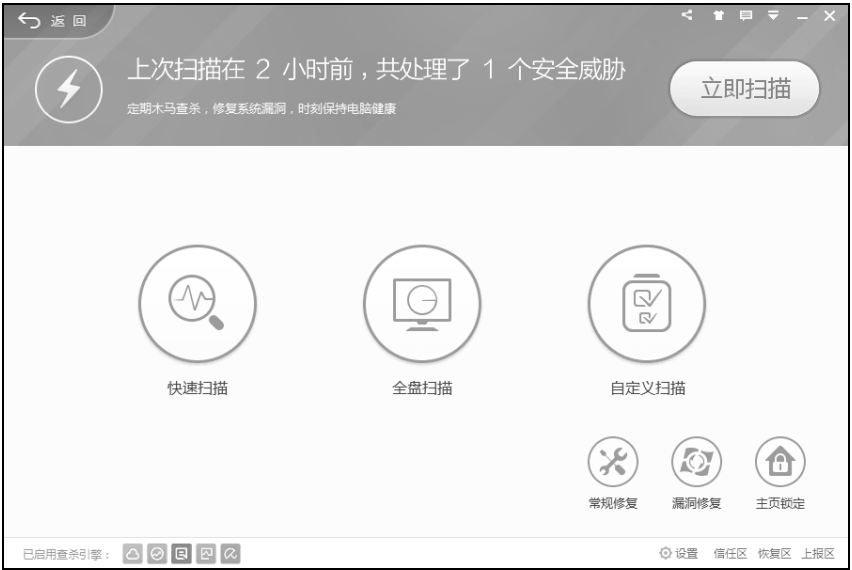 返回
上次扫描在 2 小时前，共处理了 1 个安全威胁
定期木马查杀，修复系统漏洞，时刻保持电脑健康
立即扫描
快速扫描 全盘扫描 自定义扫描
常规修复 漏洞修复 主页锁定
已启用查杀引擎： 设置 信任区 恢复区 上报区